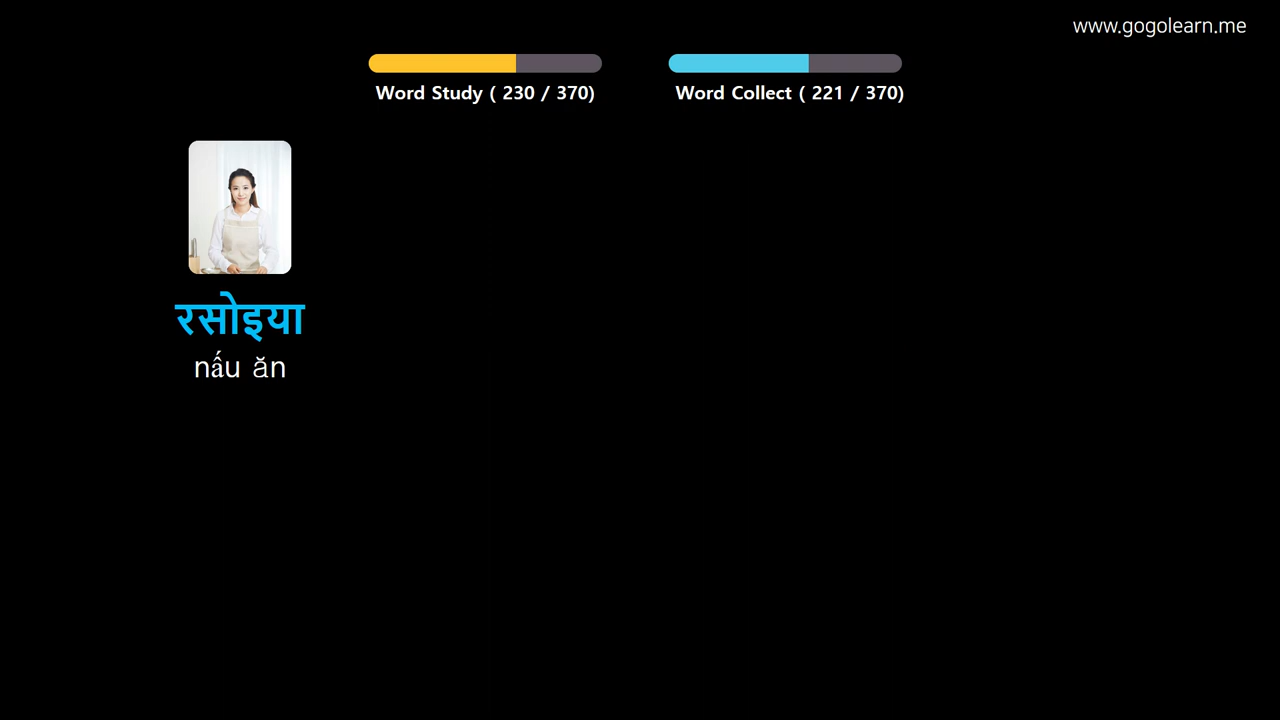 www.gogolearn.me
Word Study ( 230 / 370)
Word Collect ( 221 / 370)
रसोइया
nấu ăn